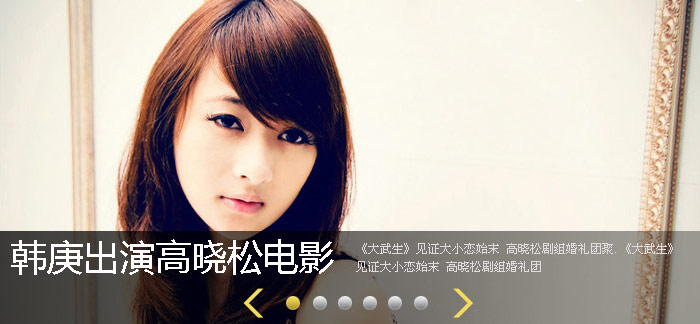 韩庚出演高晓松电影
《大武生》见证大小恋始末 高晓松剧组婚礼团聚.《大武生》
见证大小恋始末 高晓松剧组婚礼团